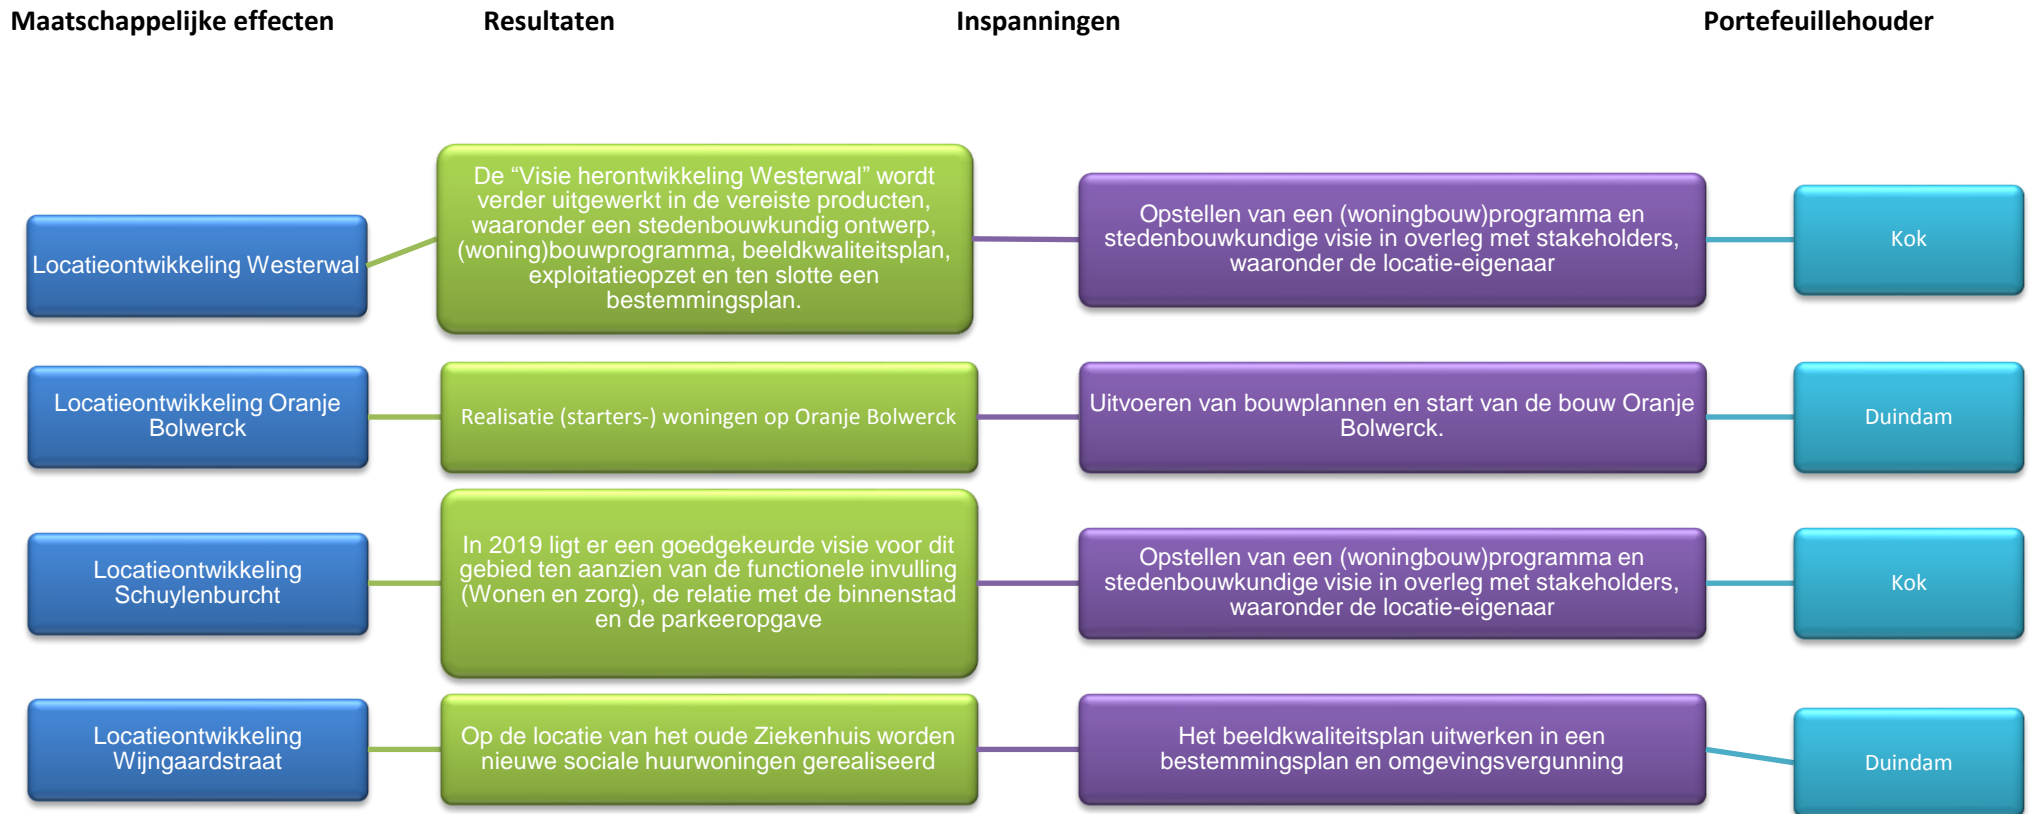 Maatschappelijke effecten Resultaten Inspanningen Portefeuillehouder
Locatieontwikkeling Westerwal
De “Visie herontwikkeling Westerwal” wordt
verder uitgewerkt in de vereiste producten,
waaronder een stedenbouwkundig ontwerp,
(woning)bouwprogramma, beeldkwaliteitsplan,
exploitatieopzet en ten slotte een
bestemmingsplan.
Opstellen van een (woningbouw)programma en
stedenbouwkundige visie in overleg met stakeholders,
waaronder de locatie-eigenaar
Kok
Locatieontwikkeling Oranje
Bolwerck
Realisatie (starters-) woningen op Oranje Bolwerck
Uitvoeren van bouwplannen en start van de bouw Oranje
Bolwerck.
Duindam
Locatieontwikkeling
Schuylenburcht
In 2019 ligt er een goedgekeurde visie voor dit
gebied ten aanzien van de functionele invulling
(Wonen en zorg), de relatie met de binnenstad
en de parkeeropgave
Opstellen van een (woningbouw)programma en
stedenbouwkundige visie in overleg met stakeholders,
waaronder de locatie-eigenaar
Kok
Locatieontwikkeling
Wijngaardstraat
Op de locatie van het oude Ziekenhuis worden
nieuwe sociale huurwoningen gerealiseerd
Het beeldkwaliteitsplan uitwerken in een
bestemmingsplan en omgevingsvergunning
Duindam